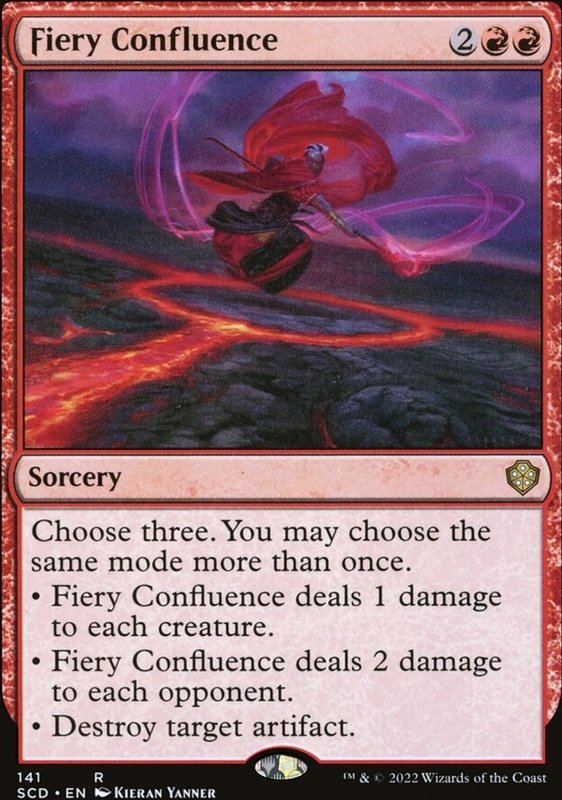 Fiery Confluence 2
Sorcery
Choose three. You may choose the
same mode more than once.
• Fiery Confluence deals 1 damage
to each creature.
• Fiery Confluence deals 2 damage
to each opponent.
• Destroy target artifact.
141 R
SCD • EN KIERAN YANNER
™ & © 2022 Wizards of the Coast